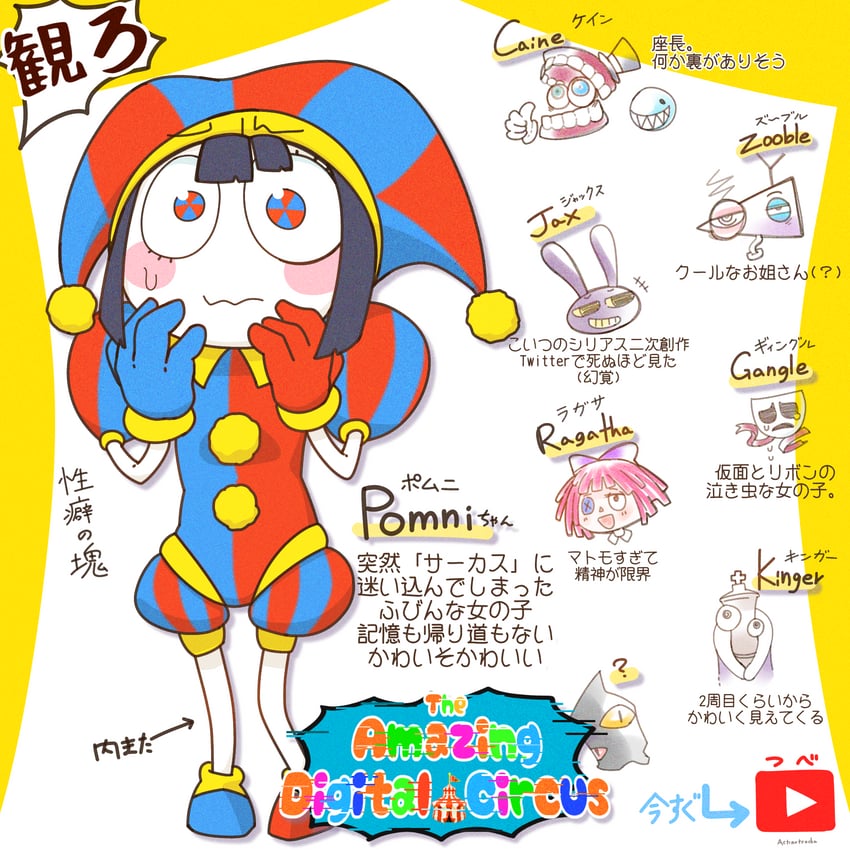 観ろ
Caine ケイン
座長。
何か裏がありそう
ズーブル
Zooble
クールなお姐さん(?)
ジャックス
Jax
こいつのシリアス二次創作
Twitterで死ぬほど見た
(幻覚)
ギィングル
Gangle
仮面とリボンの
泣き虫な女の子。
ラグサ
Ragatha
マトモすぎて
精神が限界
キンガー
Kinger
2周目くらいから
かわいく見えてくる
性癖の塊
ポムニ
Pomniちゃん
突然「サーカス」に
迷い込んでしまった
ふびんな女の子
記憶も帰り道もない
かわいそかわいい
内また
?
The
Amazing
Digital Circus
つべ
今すぐ